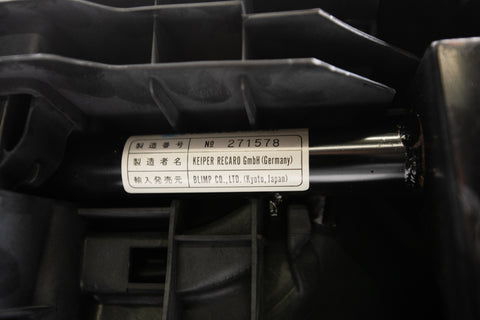 製造番号 № 271578
製造者名 KEIPER RECARO GmbH (Germany)
輸入発売元 BLIMP CO., LTD. (Kyoto, Japan)